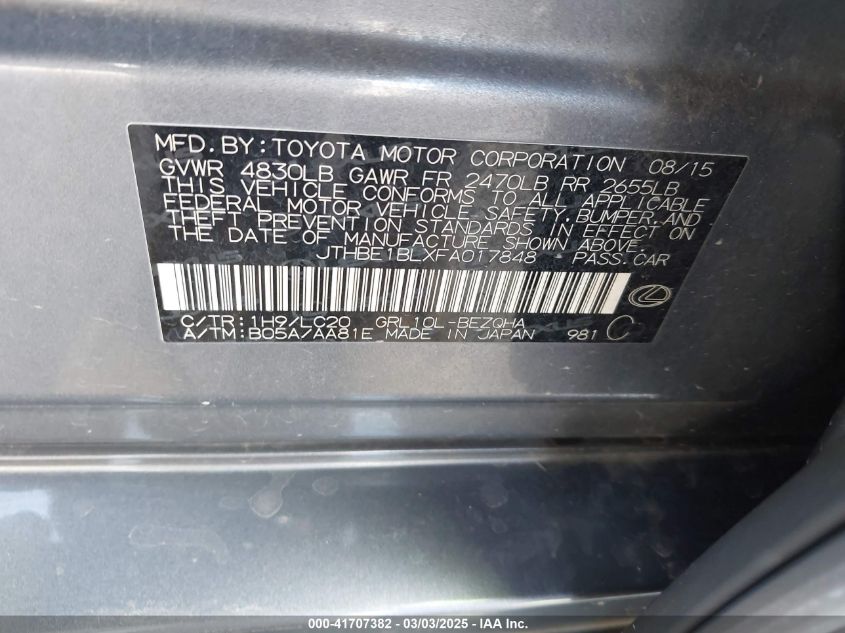 MFD. BY: TOYOTA MOTOR CORPORATION 08/15
GVWR 4830LB GAWR FR 2470LB RR 2655LB
THIS VEHICLE CONFORMS TO ALL APPLICABLE
FEDERAL MOTOR VEHICLE SAFETY, BUMPER, AND
THEFT PREVENTION STANDARDS IN EFFECT ON
THE DATE OF MANUFACTURE SHOWN ABOVE.
JTHBE1BLXFA017848 PASS. CAR
C/TR: 1H9/LC20 GRL10L-BEZQHA
A/TM: B05A/AA81E MADE IN JAPAN 981 C
000-41707382 - 03/03/2025 - IAA Inc.